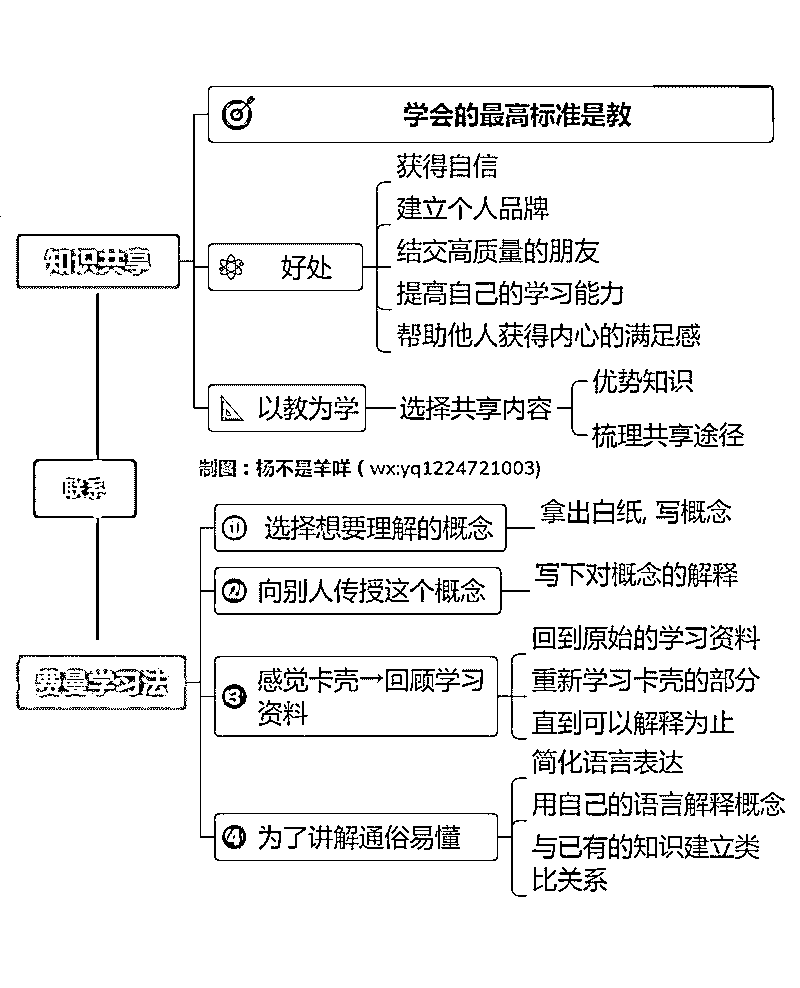 学会的最高标准是教
获得自信
建立个人品牌
知识共享
好处
结交高质量的朋友
提高自己的学习能力
帮助他人获得内心的满足感
以教为学
选择共享内容
优势知识
梳理共享途径
制图：杨不是羊咩（wx:yq1224721003)
联系
① 选择想要理解的概念
拿出白纸, 写概念
② 向别人传授这个概念
写下对概念的解释
费曼学习法
③ 感觉卡壳→回顾学习
资料
回到原始的学习资料
重新学习卡壳的部分
直到可以解释为止
④ 为了讲解通俗易懂
简化语言表达
用自己的语言解释概念
与已有的知识建立类
比关系